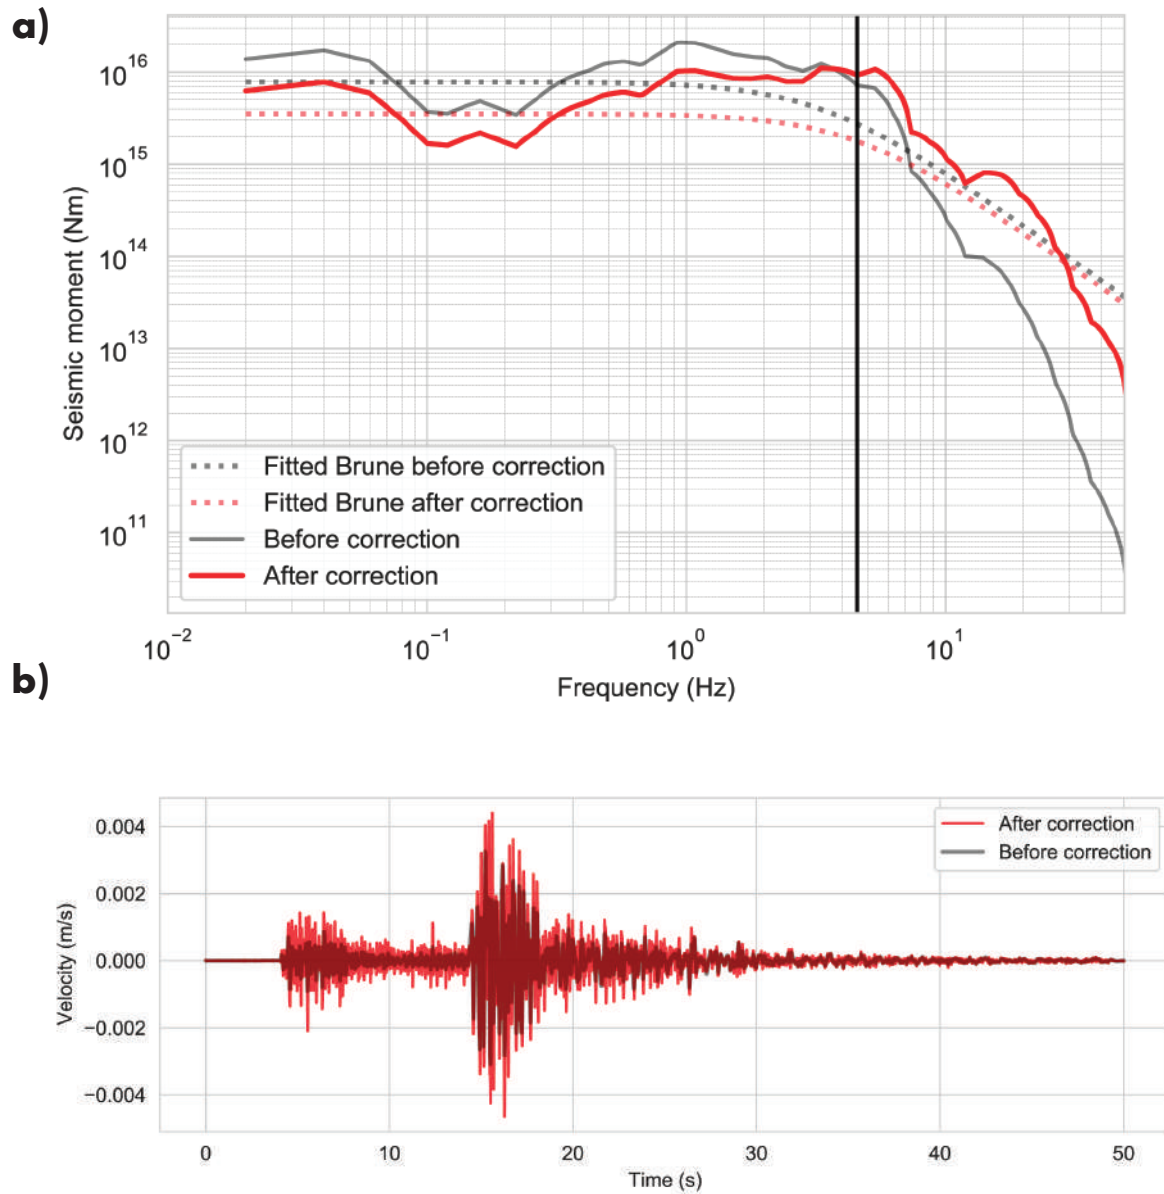 a)
10^16
10^15
10^14
10^13
10^12
10^11
Seismic moment (Nm)
Fitted Brune before correction
Fitted Brune after correction
Before correction
After correction
10^−2 10^−1 10^0 10^1
Frequency (Hz)
b)
0.004
0.002
0.000
−0.002
−0.004
Velocity (m/s)
After correction
Before correction
0 10 20 30 40 50
Time (s)